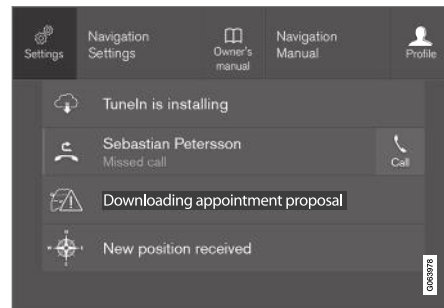 Settings
Navigation
Settings
Owner's
manual
Navigation
Manual
Profile
TuneIn is installing
Sebastian Petersson
Missed call
Call
Downloading appointment proposal
New position received
G063978